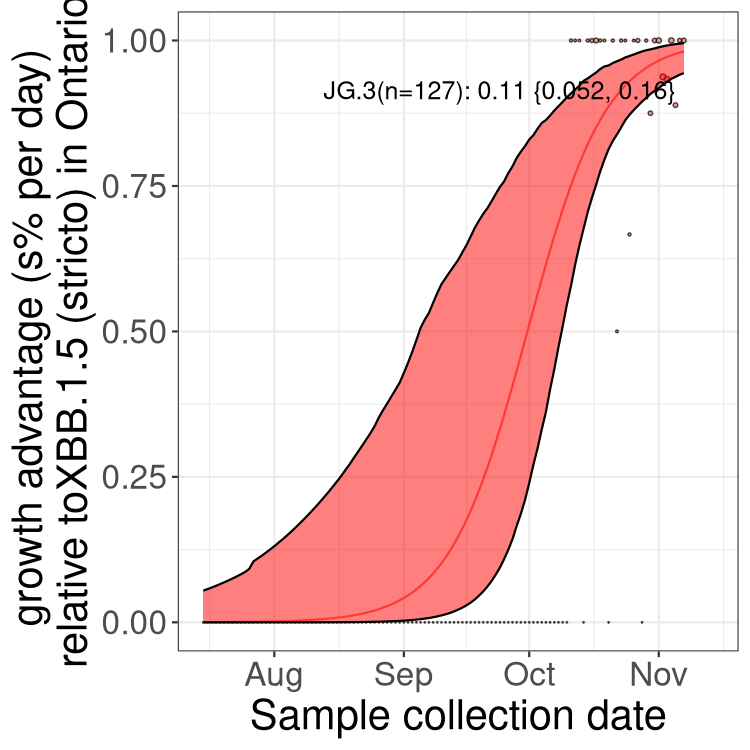 growth advantage (s% per day)
relative toXBB.1.5 (stricto) in Ontario
1.00
0.75
0.50
0.25
0.00
JG.3(n=127): 0.11 {0.052, 0.16}
Aug Sep Oct Nov
Sample collection date